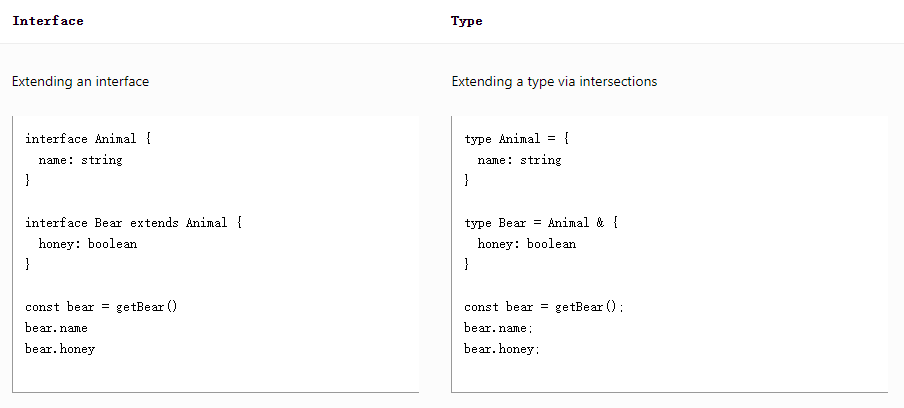 Interface
Type
Extending an interface
Extending a type via intersections
interface Animal {
  name: string
}
interface Bear extends Animal {
  honey: boolean
}
const bear = getBear()
bear.name
bear.honey
type Animal = {
  name: string
}
type Bear = Animal & {
  honey: boolean
}
const bear = getBear();
bear.name;
bear.honey;